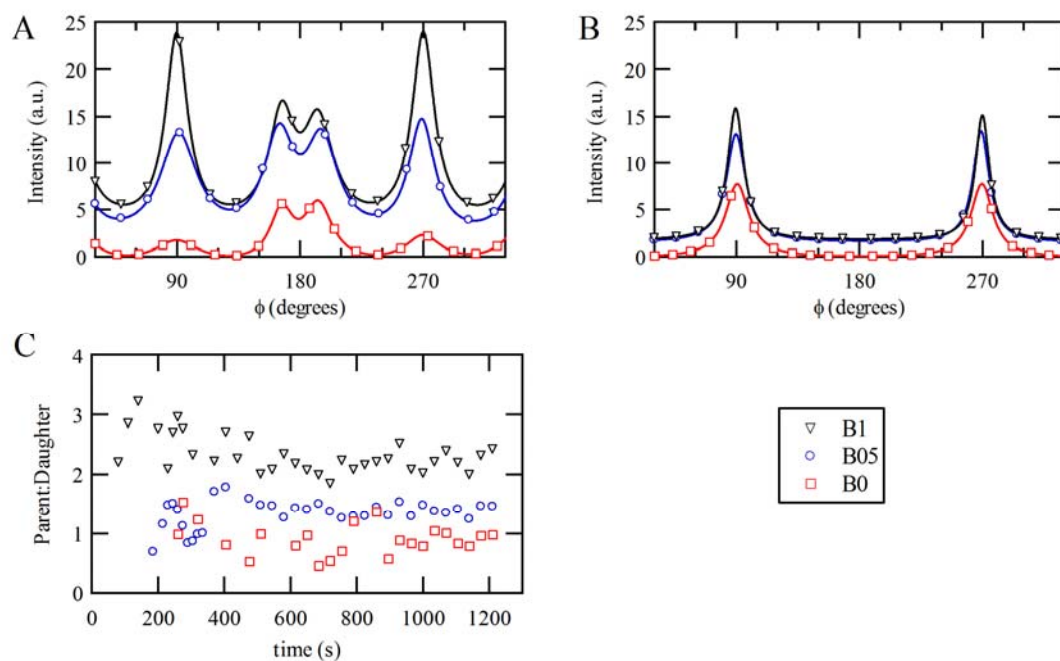 A
Intensity (a.u.)
25
20
15
10
5
0
90
180
270
ϕ (degrees)
B
Intensity (a.u.)
25
20
15
10
5
0
90
180
270
ϕ (degrees)
C
Parent:Daughter
4
3
2
1
0
0
200
400
600
800
1000
1200
time (s)
B1
B05
B0